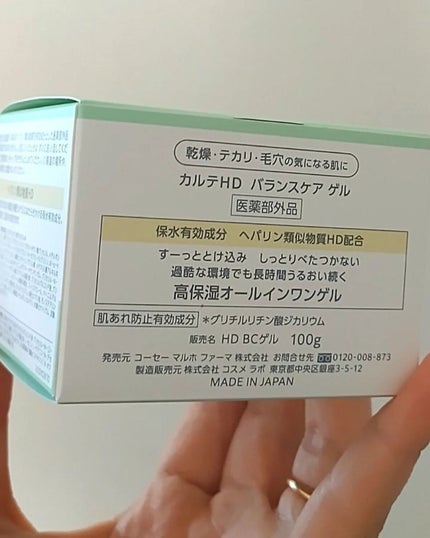 乾燥・テカリ・毛穴の気になる肌に
カルテHD バランスケア ゲル
医薬部外品
保水有効成分 ヘパリン類似物質HD配合
すーっととけ込み しっとりべたつかない
過酷な環境でも長時間うるおい続く
高保湿オールインワンゲル
肌あれ防止有効成分 *グリチルリチン酸ジカリウム
販売名 HD BCゲル 100g
発売元 コーセー マルホ ファーマ 株式会社 お問合せ先 0120-008-873
製造販売元 株式会社 コスメ ラボ 東京都中央区銀座3-5-12
MADE IN JAPAN